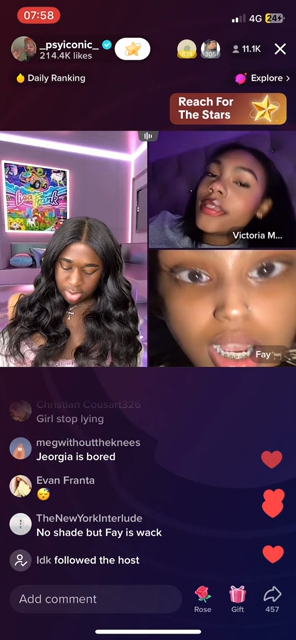 07:58
4G 24+
_psyiconic_
214.4K likes
11.1K
Daily Ranking
Explore >
Reach For
The Stars
Victoria M...
Fay
Christian Cousart326
Girl stop lying
megwithouttheknees
Jeorgia is bored
Evan Franta
😴
TheNewYorkInterlude
No shade but Fay is wack
Idk followed the host
Add comment
Rose
Gift
457